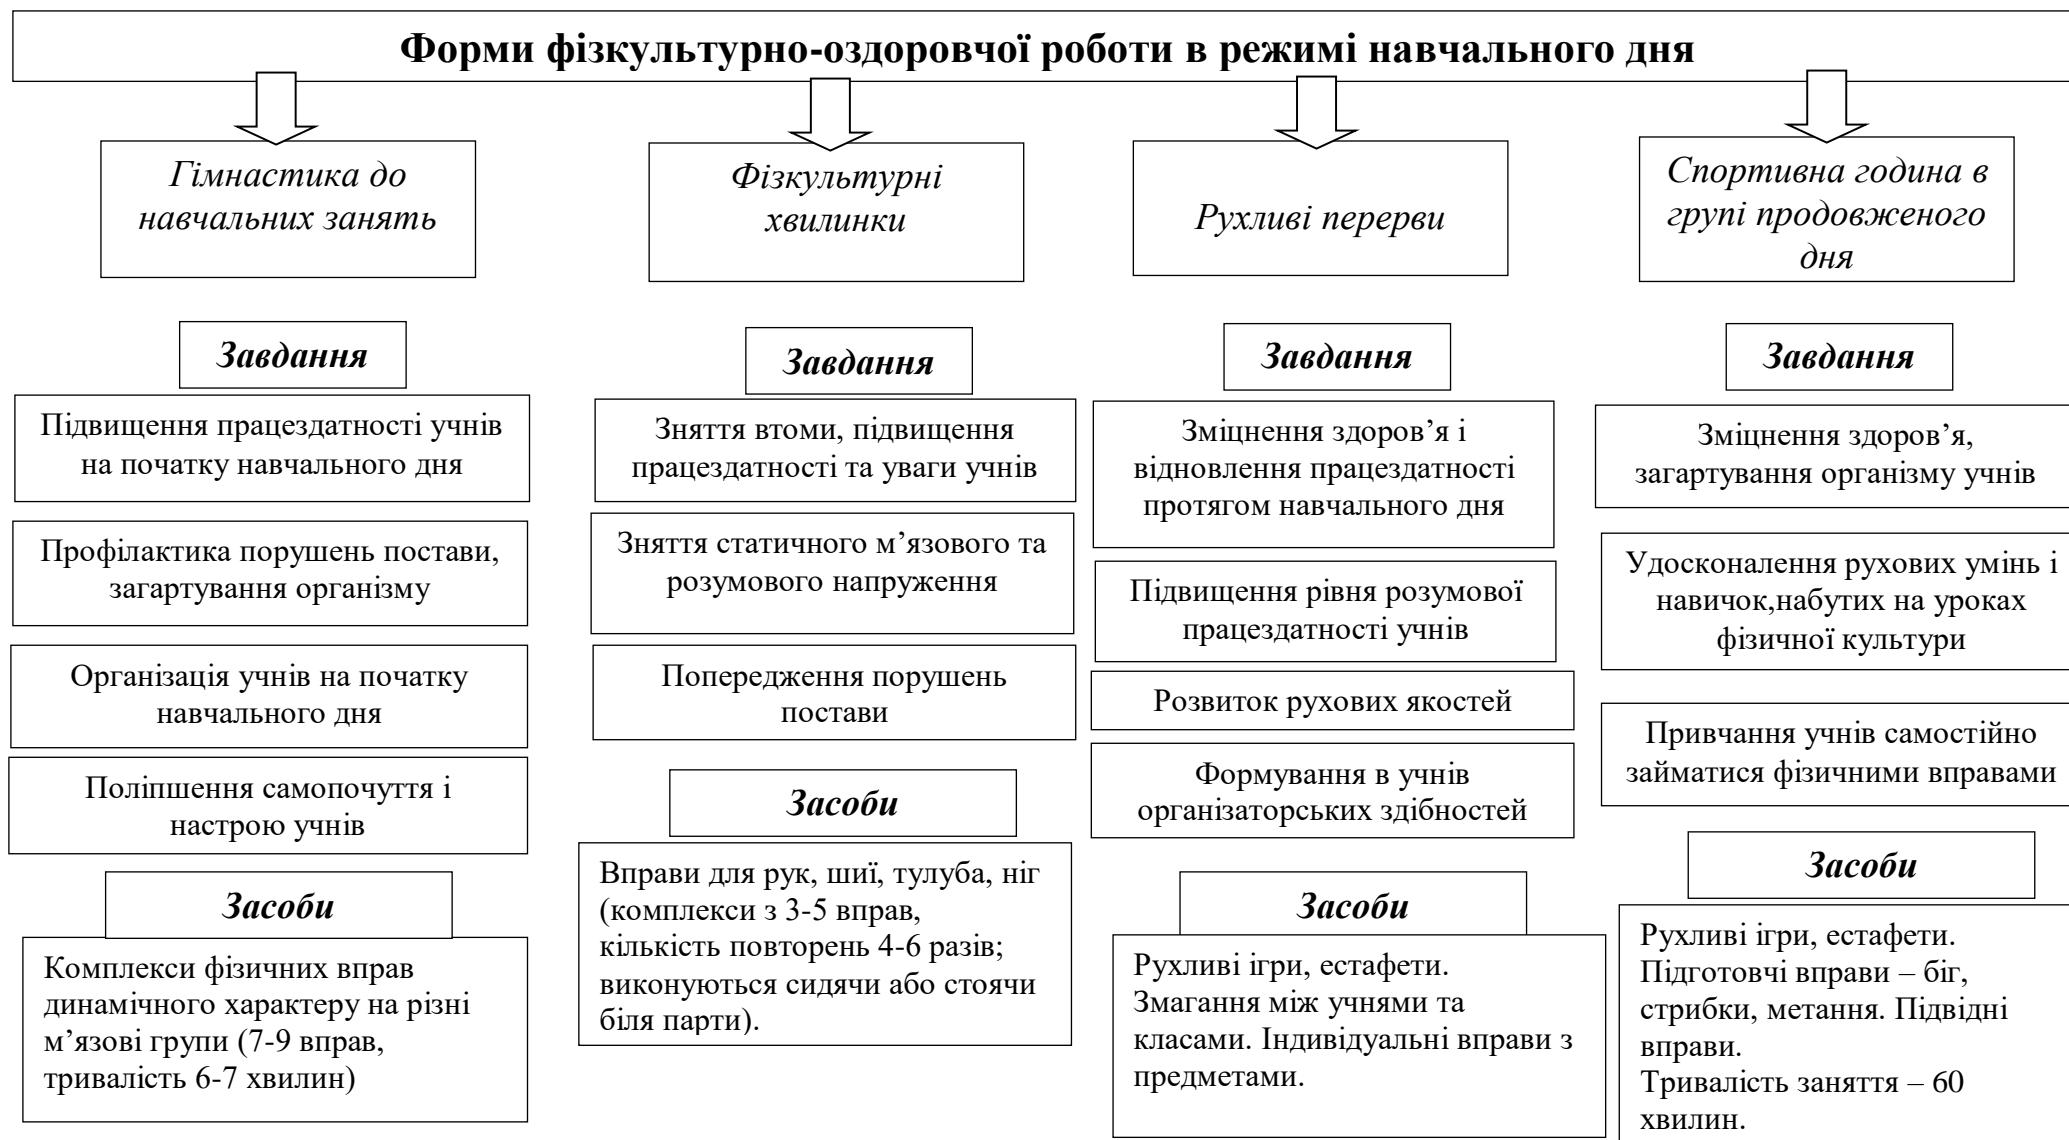 Форми фізкультурно-оздоровчої роботи в режимі навчального дня
Гімнастика до
навчальних занять
Завдання
Підвищення працездатності учнів
на початку навчального дня
Профілактика порушень постави,
загартування організму
Організація учнів на початку
навчального дня
Поліпшення самопочуття і
настрою учнів
Засоби
Комплекси фізичних вправ
динамічного характеру на різні
м’язові групи (7-9 вправ,
тривалість 6-7 хвилин)
Фізкультурні
хвилинки
Завдання
Зняття втоми, підвищення
працездатності та уваги учнів
Зняття статичного м’язового та
розумового напруження
Попередження порушень
постави
Засоби
Вправи для рук, шиї, тулуба, ніг
(комплекси з 3-5 вправ,
кількість повторень 4-6 разів;
виконуються сидячи або стоячи
біля парти).
Рухливі перерви
Завдання
Зміцнення здоров’я і
відновлення працездатності
протягом навчального дня
Підвищення рівня розумової
працездатності учнів
Розвиток рухових якостей
Формування в учнів
організаторських здібностей
Засоби
Рухливі ігри, естафети.
Змагання між учнями та
класами. Індивідуальні вправи з
предметами.
Спортивна година в
групі продовженого
дня
Завдання
Зміцнення здоров’я,
загартування організму учнів
Удосконалення рухових умінь і
навичок,набутих на уроках
фізичної культури
Привчання учнів самостійно
займатися фізичними вправами
Засоби
Рухливі ігри, естафети.
Підготовчі вправи – біг,
стрибки, метання. Підвідні
вправи.
Тривалість заняття – 60
хвилин.